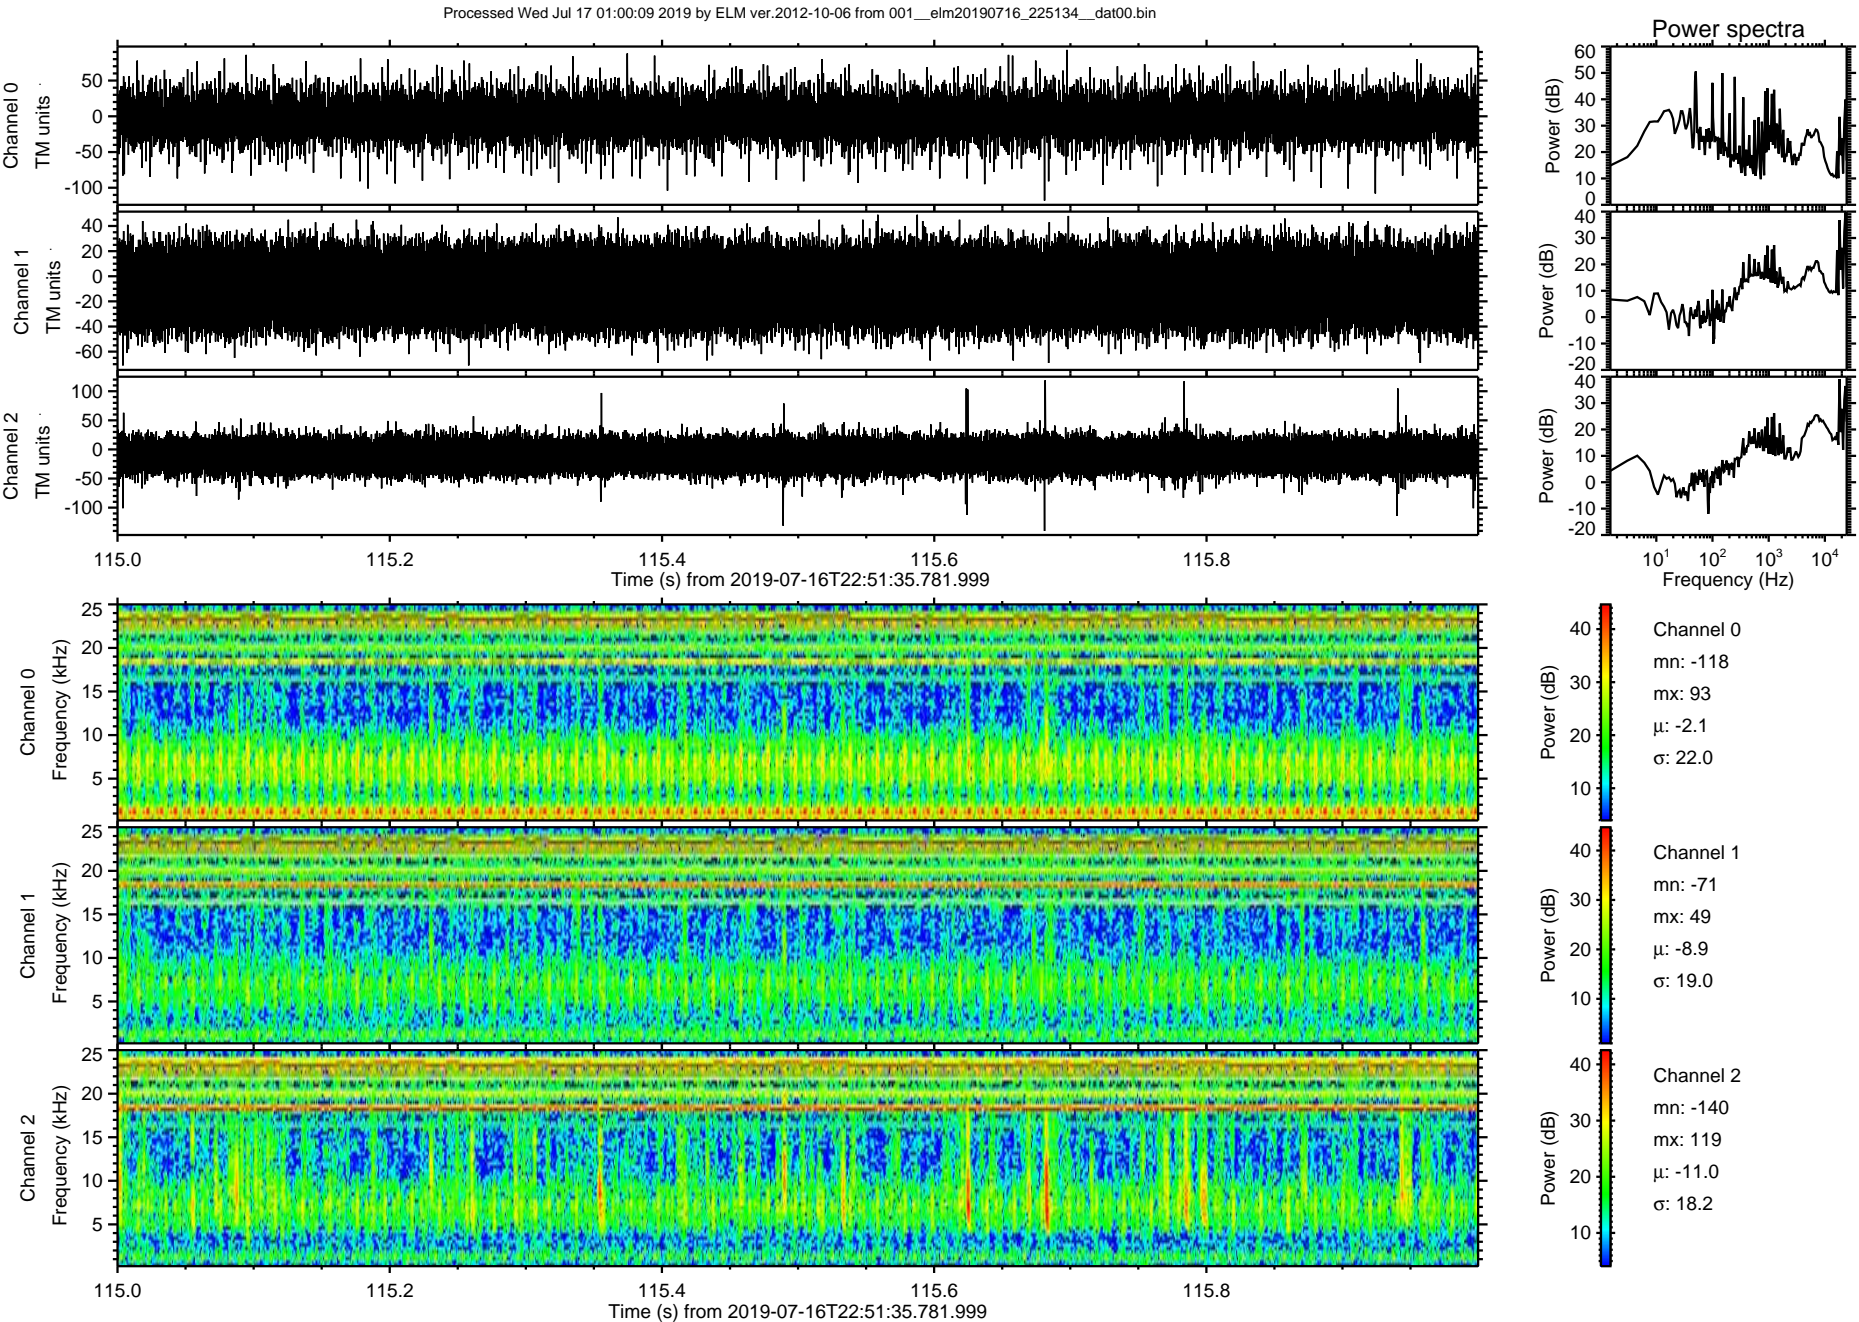 Processed Wed Jul 17 01:00:09 2019 by ELM ver.2012-10-06 from 001__elm20190716_225134__dat00.bin
Power spectra
Channel 0
TM units
50
0
-50
-100
Power (dB)
60
50
40
30
20
10
0
Channel 1
TM units
40
20
0
-20
-40
-60
Power (dB)
40
30
20
10
0
-10
-20
Channel 2
TM units
100
50
0
-50
-100
Power (dB)
40
30
20
10
0
-10
-20
115.0 115.2 115.4 115.6 115.8
Time (s) from 2019-07-16T22:51:35.781.999
10¹ 10² 10³ 10⁴
Frequency (Hz)
Channel 0
Frequency (kHz)
25
20
15
10
5
Power (dB)
40
30
20
10
Channel 0
mn: -118
mx: 93
μ: -2.1
σ: 22.0
Channel 1
Frequency (kHz)
25
20
15
10
5
Power (dB)
40
30
20
10
Channel 1
mn: -71
mx: 49
μ: -8.9
σ: 19.0
Channel 2
Frequency (kHz)
25
20
15
10
5
Power (dB)
40
30
20
10
Channel 2
mn: -140
mx: 119
μ: -11.0
σ: 18.2
115.0 115.2 115.4 115.6 115.8
Time (s) from 2019-07-16T22:51:35.781.999